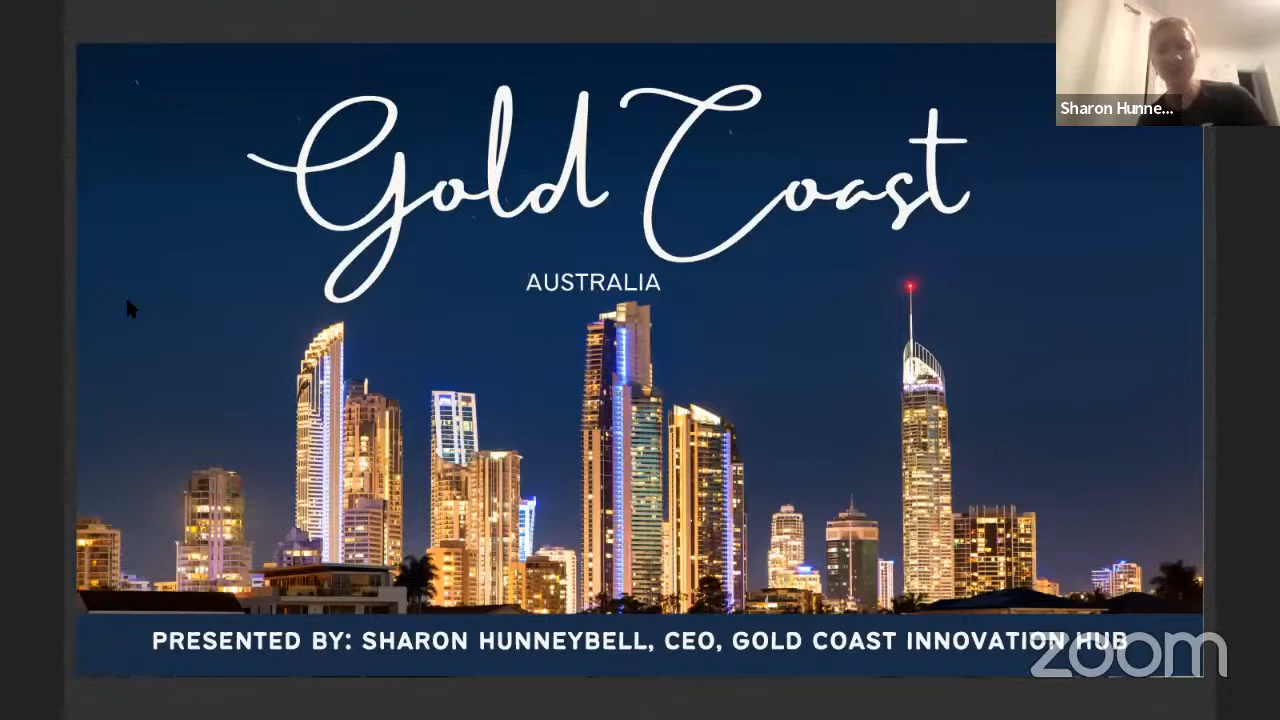 Sharon Hunne...
Gold Coast
AUSTRALIA
PRESENTED BY: SHARON HUNNEYBELL, CEO, GOLD COAST INNOVATION HUB
zoom